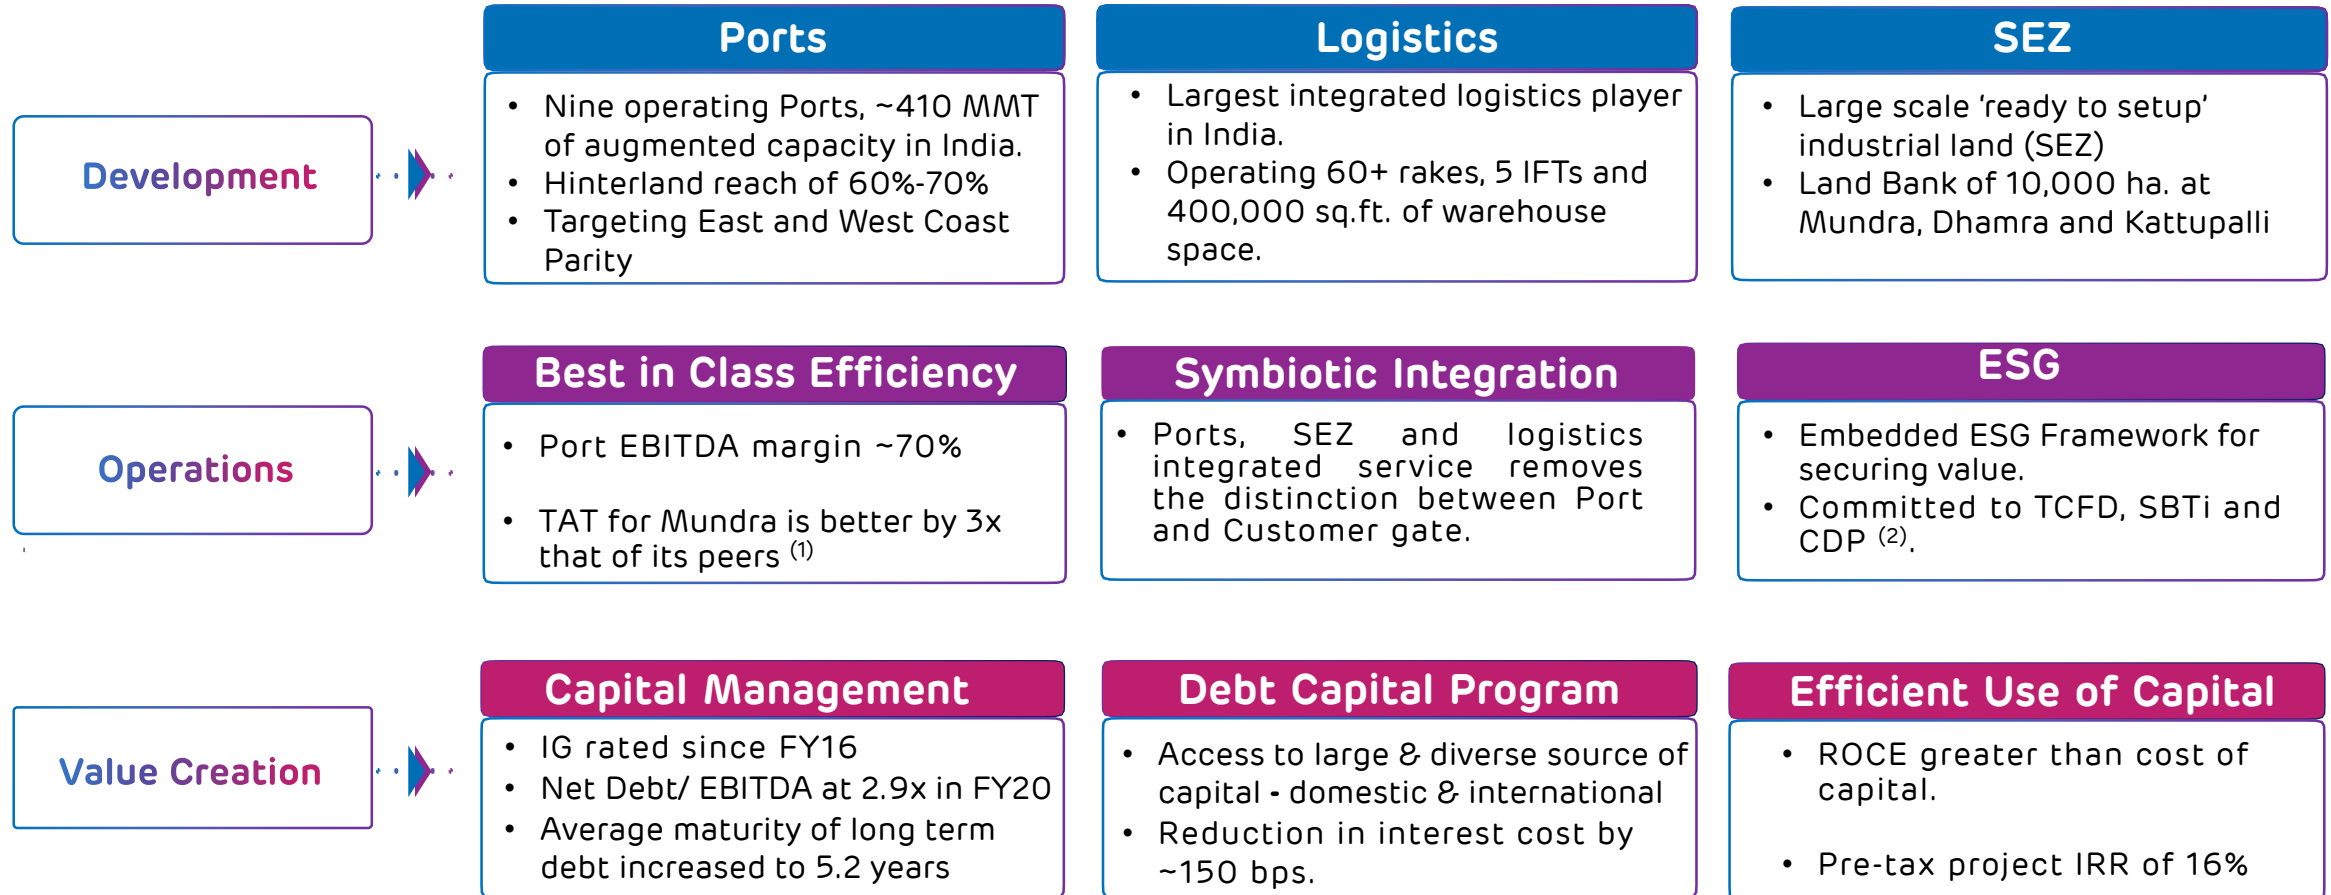 Ports
Logistics
SEZ
Development
• Nine operating Ports, ~410 MMT
of augmented capacity in India.
• Hinterland reach of 60%-70%
• Targeting East and West Coast
Parity
• Largest integrated logistics player
in India.
• Operating 60+ rakes, 5 IFTs and
400,000 sq.ft. of warehouse
space.
• Large scale ‘ready to setup’
industrial land (SEZ)
• Land Bank of 10,000 ha. at
Mundra, Dhamra and Kattupalli
Best in Class Efficiency
Symbiotic Integration
ESG
Operations
• Port EBITDA margin ~70%
• TAT for Mundra is better by 3x
that of its peers (1)
• Ports, SEZ and logistics
integrated service removes
the distinction between Port
and Customer gate.
• Embedded ESG Framework for
securing value.
• Committed to TCFD, SBTi and
CDP (2).
Capital Management
Debt Capital Program
Efficient Use of Capital
Value Creation
• IG rated since FY16
• Net Debt/ EBITDA at 2.9x in FY20
• Average maturity of long term
debt increased to 5.2 years
• Access to large & diverse source of
capital - domestic & international
• Reduction in interest cost by
~150 bps.
• ROCE greater than cost of
capital.
• Pre-tax project IRR of 16%